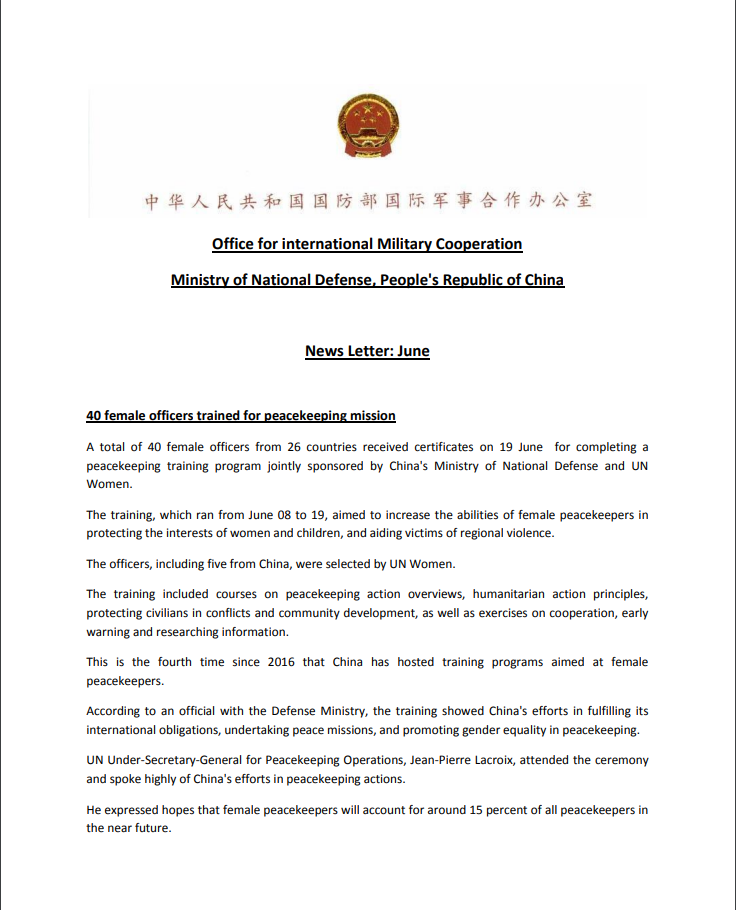 中华人民共和国国防部国际军事合作办公室
Office for international Military Cooperation
Ministry of National Defense, People's Republic of China
News Letter: June
40 female officers trained for peacekeeping mission
A total of 40 female officers from 26 countries received certificates on 19 June  for completing a
peacekeeping training program jointly sponsored by China's Ministry of National Defense and UN
Women.
The training, which ran from June 08 to 19, aimed to increase the abilities of female peacekeepers in
protecting the interests of women and children, and aiding victims of regional violence.
The officers, including five from China, were selected by UN Women.
The training included courses on peacekeeping action overviews, humanitarian action principles,
protecting civilians in conflicts and community development, as well as exercises on cooperation, early
warning and researching information.
This is the fourth time since 2016 that China has hosted training programs aimed at female
peacekeepers.
According to an official with the Defense Ministry, the training showed China's efforts in fulfilling its
international obligations, undertaking peace missions, and promoting gender equality in peacekeeping.
UN Under-Secretary-General for Peacekeeping Operations, Jean-Pierre Lacroix, attended the ceremony
and spoke highly of China's efforts in peacekeeping actions.
He expressed hopes that female peacekeepers will account for around 15 percent of all peacekeepers in
the near future.